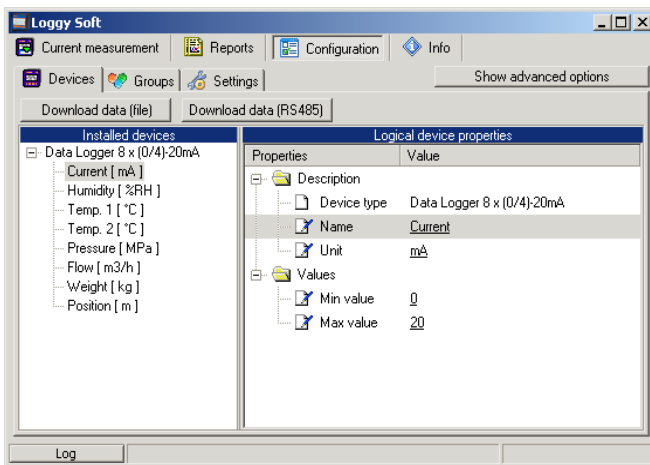 Loggy Soft
Current measurement Reports Configuration Info
Devices Groups Settings Show advanced options
Download data (file) Download data (RS485)
Installed devices
Data Logger 8 x (0/4)-20mA
Current [ mA ]
Humidity [ %RH ]
Temp. 1 [ °C ]
Temp. 2 [ °C ]
Pressure [ MPa ]
Flow [ m3/h ]
Weight [ kg ]
Position [ m ]
Logical device properties
Properties Value
Description
Device type Data Logger 8 x (0/4)-20mA
Name Current
Unit mA
Values
Min value 0
Max value 20
Log